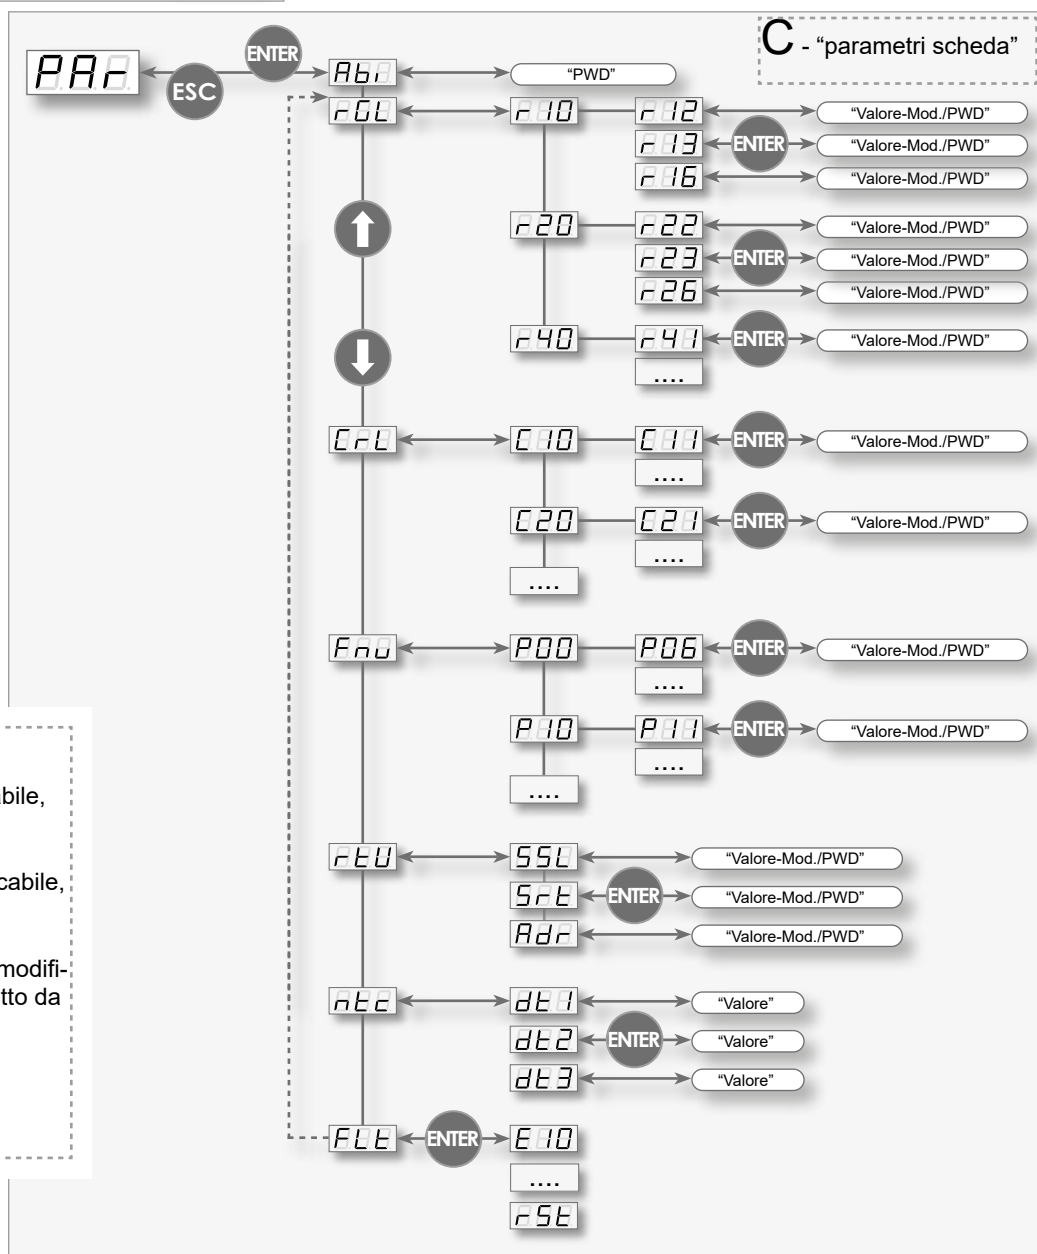 C - “parametri scheda”
PAr
ENTER
ESC
Abi
“PWD”
rGL
r10
r12
“Valore-Mod./PWD”
r13
ENTER
“Valore-Mod./PWD”
r16
“Valore-Mod./PWD”
r20
r22
“Valore-Mod./PWD”
r23
ENTER
“Valore-Mod./PWD”
r26
“Valore-Mod./PWD”
r40
r41
ENTER
“Valore-Mod./PWD”
....
CrL
C10
C11
ENTER
“Valore-Mod./PWD”
....
C20
C21
ENTER
“Valore-Mod./PWD”
....
....
Fnu
P00
P06
ENTER
“Valore-Mod./PWD”
....
P10
P11
ENTER
“Valore-Mod./PWD”
....
....
bile,
cabile,
modifi-
tto da
rtU
SSL
“Valore-Mod./PWD”
Srt
ENTER
“Valore-Mod./PWD”
Adr
“Valore-Mod./PWD”
ntc
dt1
“Valore”
dt2
ENTER
“Valore”
dt3
“Valore”
FLt
ENTER
E10
....
rSt